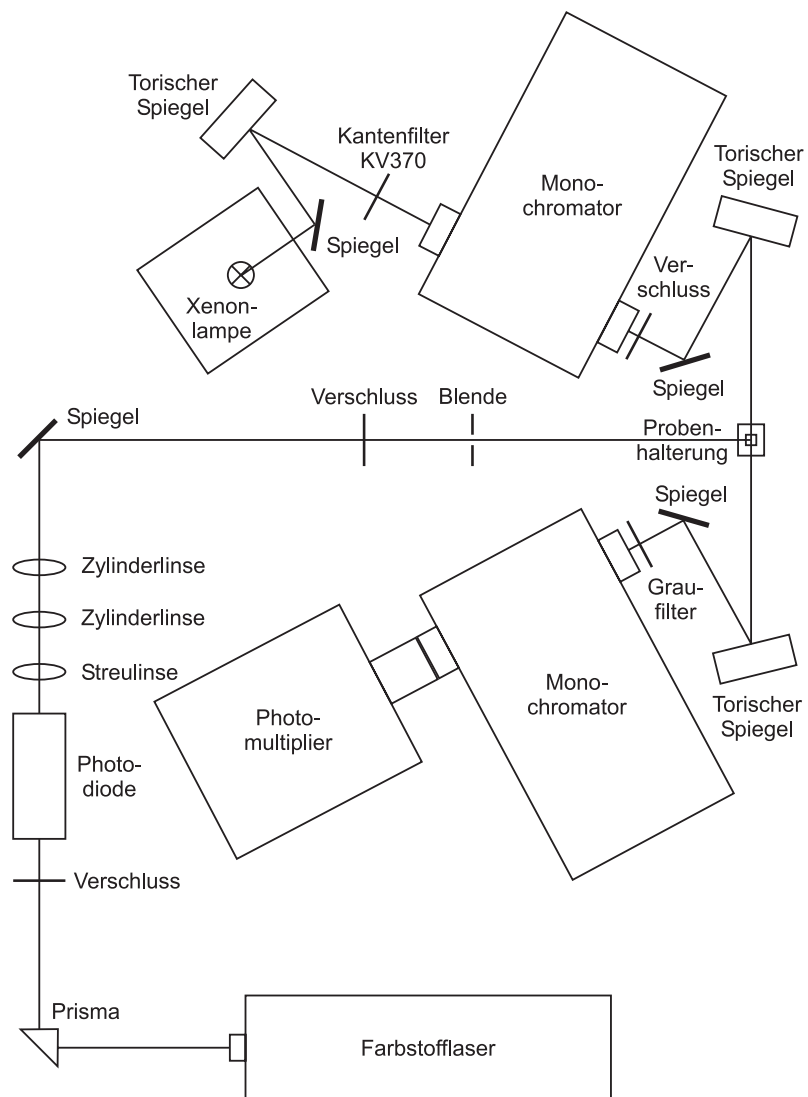 Torischer
Spiegel
Kantenfilter
KV370
Mono-
chromator
Torischer
Spiegel
Spiegel
Ver-
schluss
Xenon-
lampe
Spiegel
Spiegel
Verschluss
Blende
Proben-
halterung
Spiegel
Zylinderlinse
Grau-
filter
Zylinderlinse
Streulinse
Mono-
chromator
Torischer
Spiegel
Photo-
multiplier
Photo-
diode
Verschluss
Prisma
Farbstofflaser